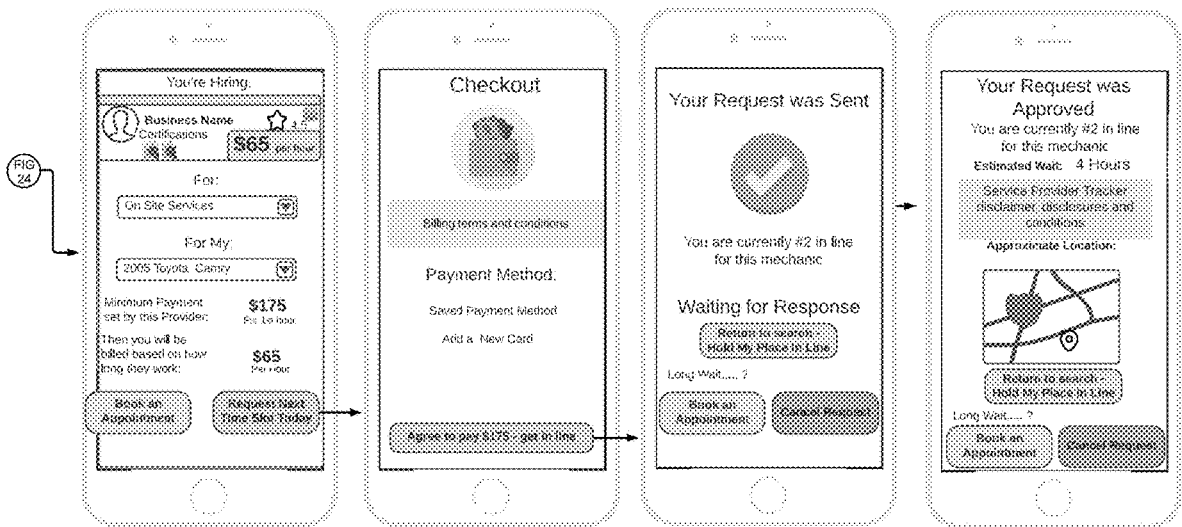 FIG
24
You're Hiring:
Business Name
Certifications
$65 per hour
For:
On Site Services
For My:
2005 Toyota Camry
Minimum Payment
set by this Provider:
$175
Per 1st hour
Then you will be
billed based on how
long they work:
$65
Per Hour
Book an
Appointment
Request Next
Time Slot Today
Checkout
Billing terms and conditions
Payment Method:
Saved Payment Method
Add a New Card
Agree to pay $175 - get in line
Your Request was Sent
You are currently #2 in line
for this mechanic
Waiting for Response
Return to search -
Hold My Place in Line
Long Wait..... ?
Book an
Appointment
Cancel Request
Your Request was
Approved
You are currently #2 in line
for this mechanic
Estimated Wait: 4 Hours
Service Provider Tracker
disclaimer, disclosures and
conditions
Approximate Location:
Return to search -
Hold My Place in Line
Long Wait..... ?
Book an
Appointment
Cancel Request